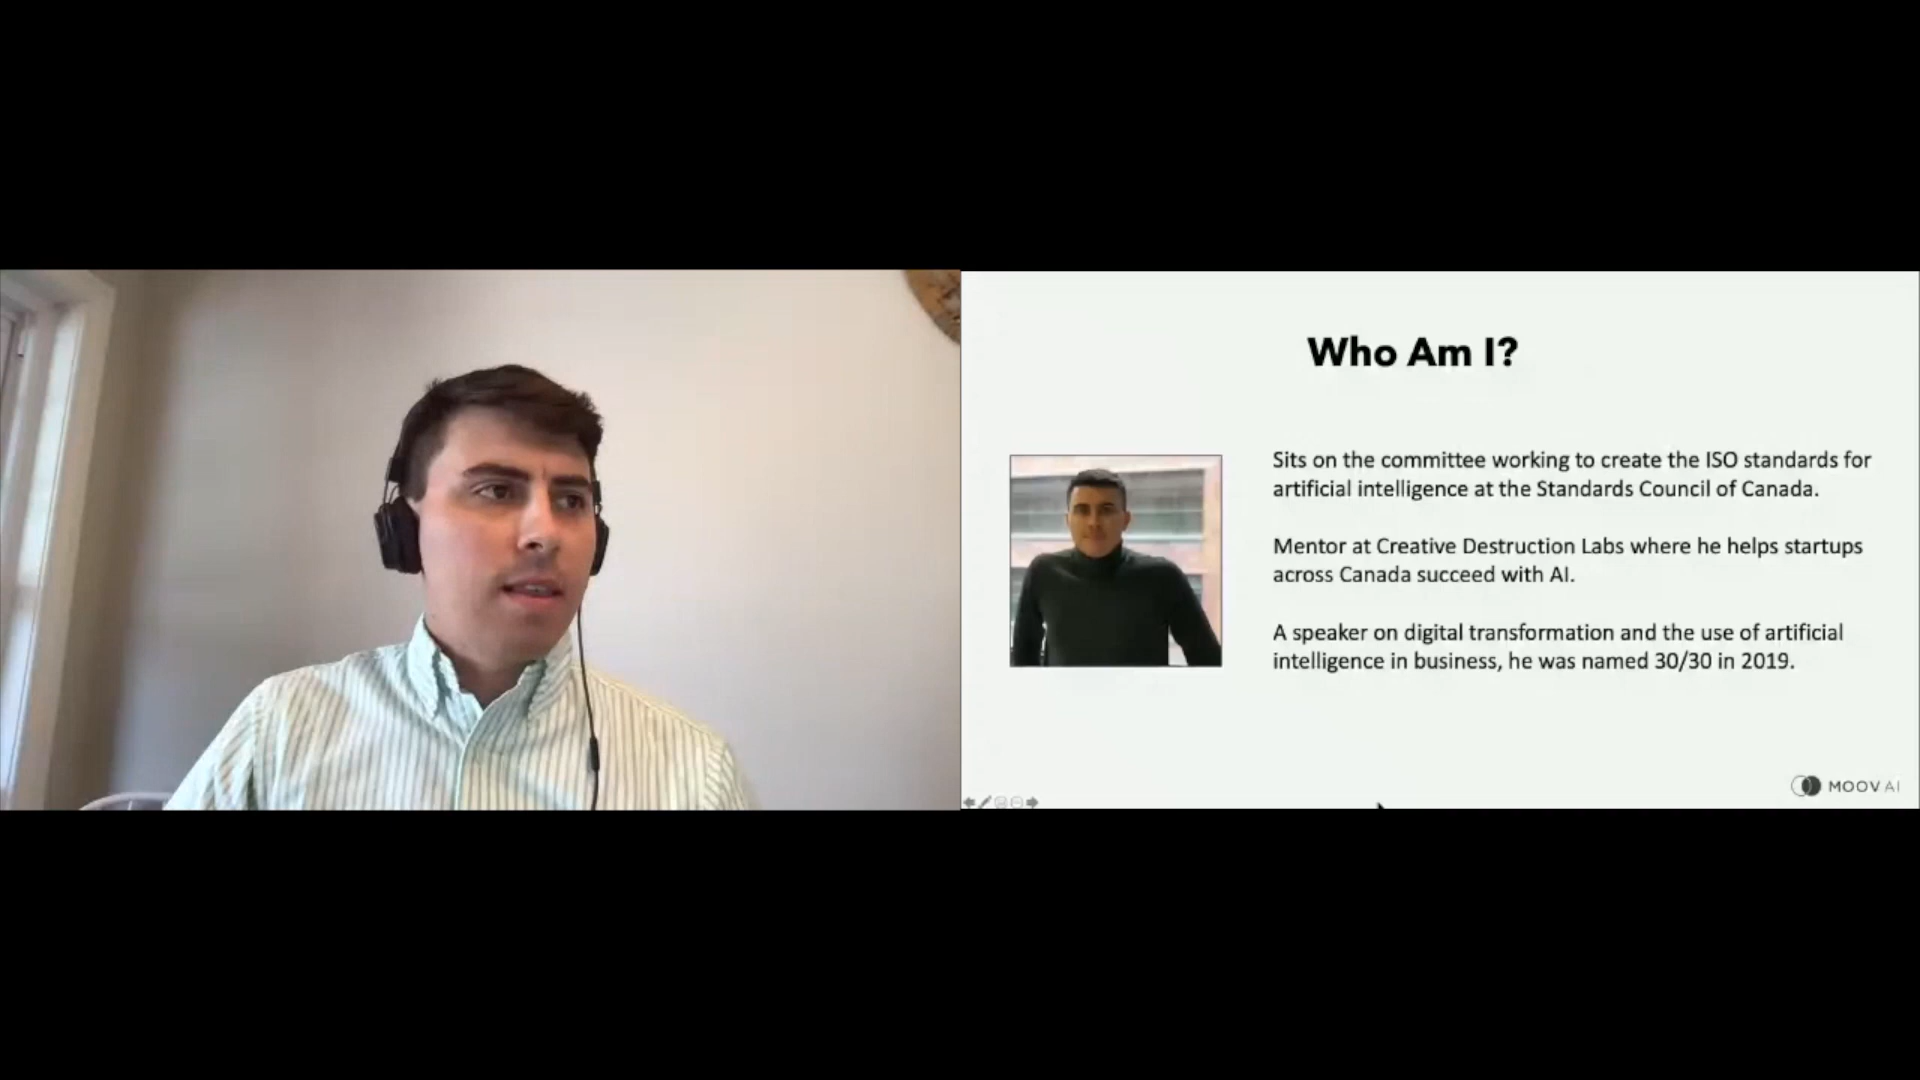 Who Am I?
Sits on the committee working to create the ISO standards for
artificial intelligence at the Standards Council of Canada.
Mentor at Creative Destruction Labs where he helps startups
across Canada succeed with AI.
A speaker on digital transformation and the use of artificial
intelligence in business, he was named 30/30 in 2019.
MOOV AI